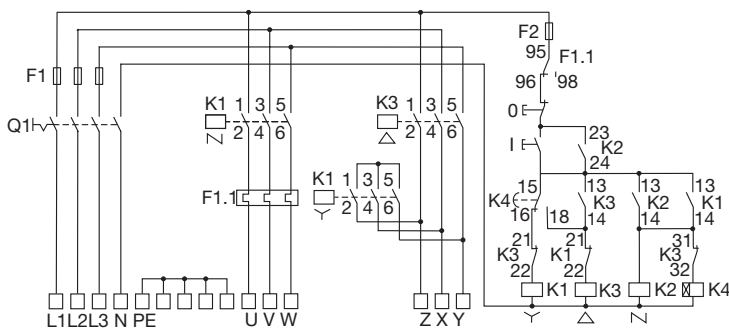 F2
95
F1.1
F1
96 98
K1 1 3 5
K3 1 3 5
O
Q1
2 4 6
2 4 6
23
I
K2
24
K1 1 3 5
15 13 13 13
F1.1
K4 K3 K2 K1
2 4 6
16 18 14 14 14
21 21 31
K3 K1 K3
22 22 32
K1 K3 K2 K4
L1 L2 L3 N PE U V W Z X Y